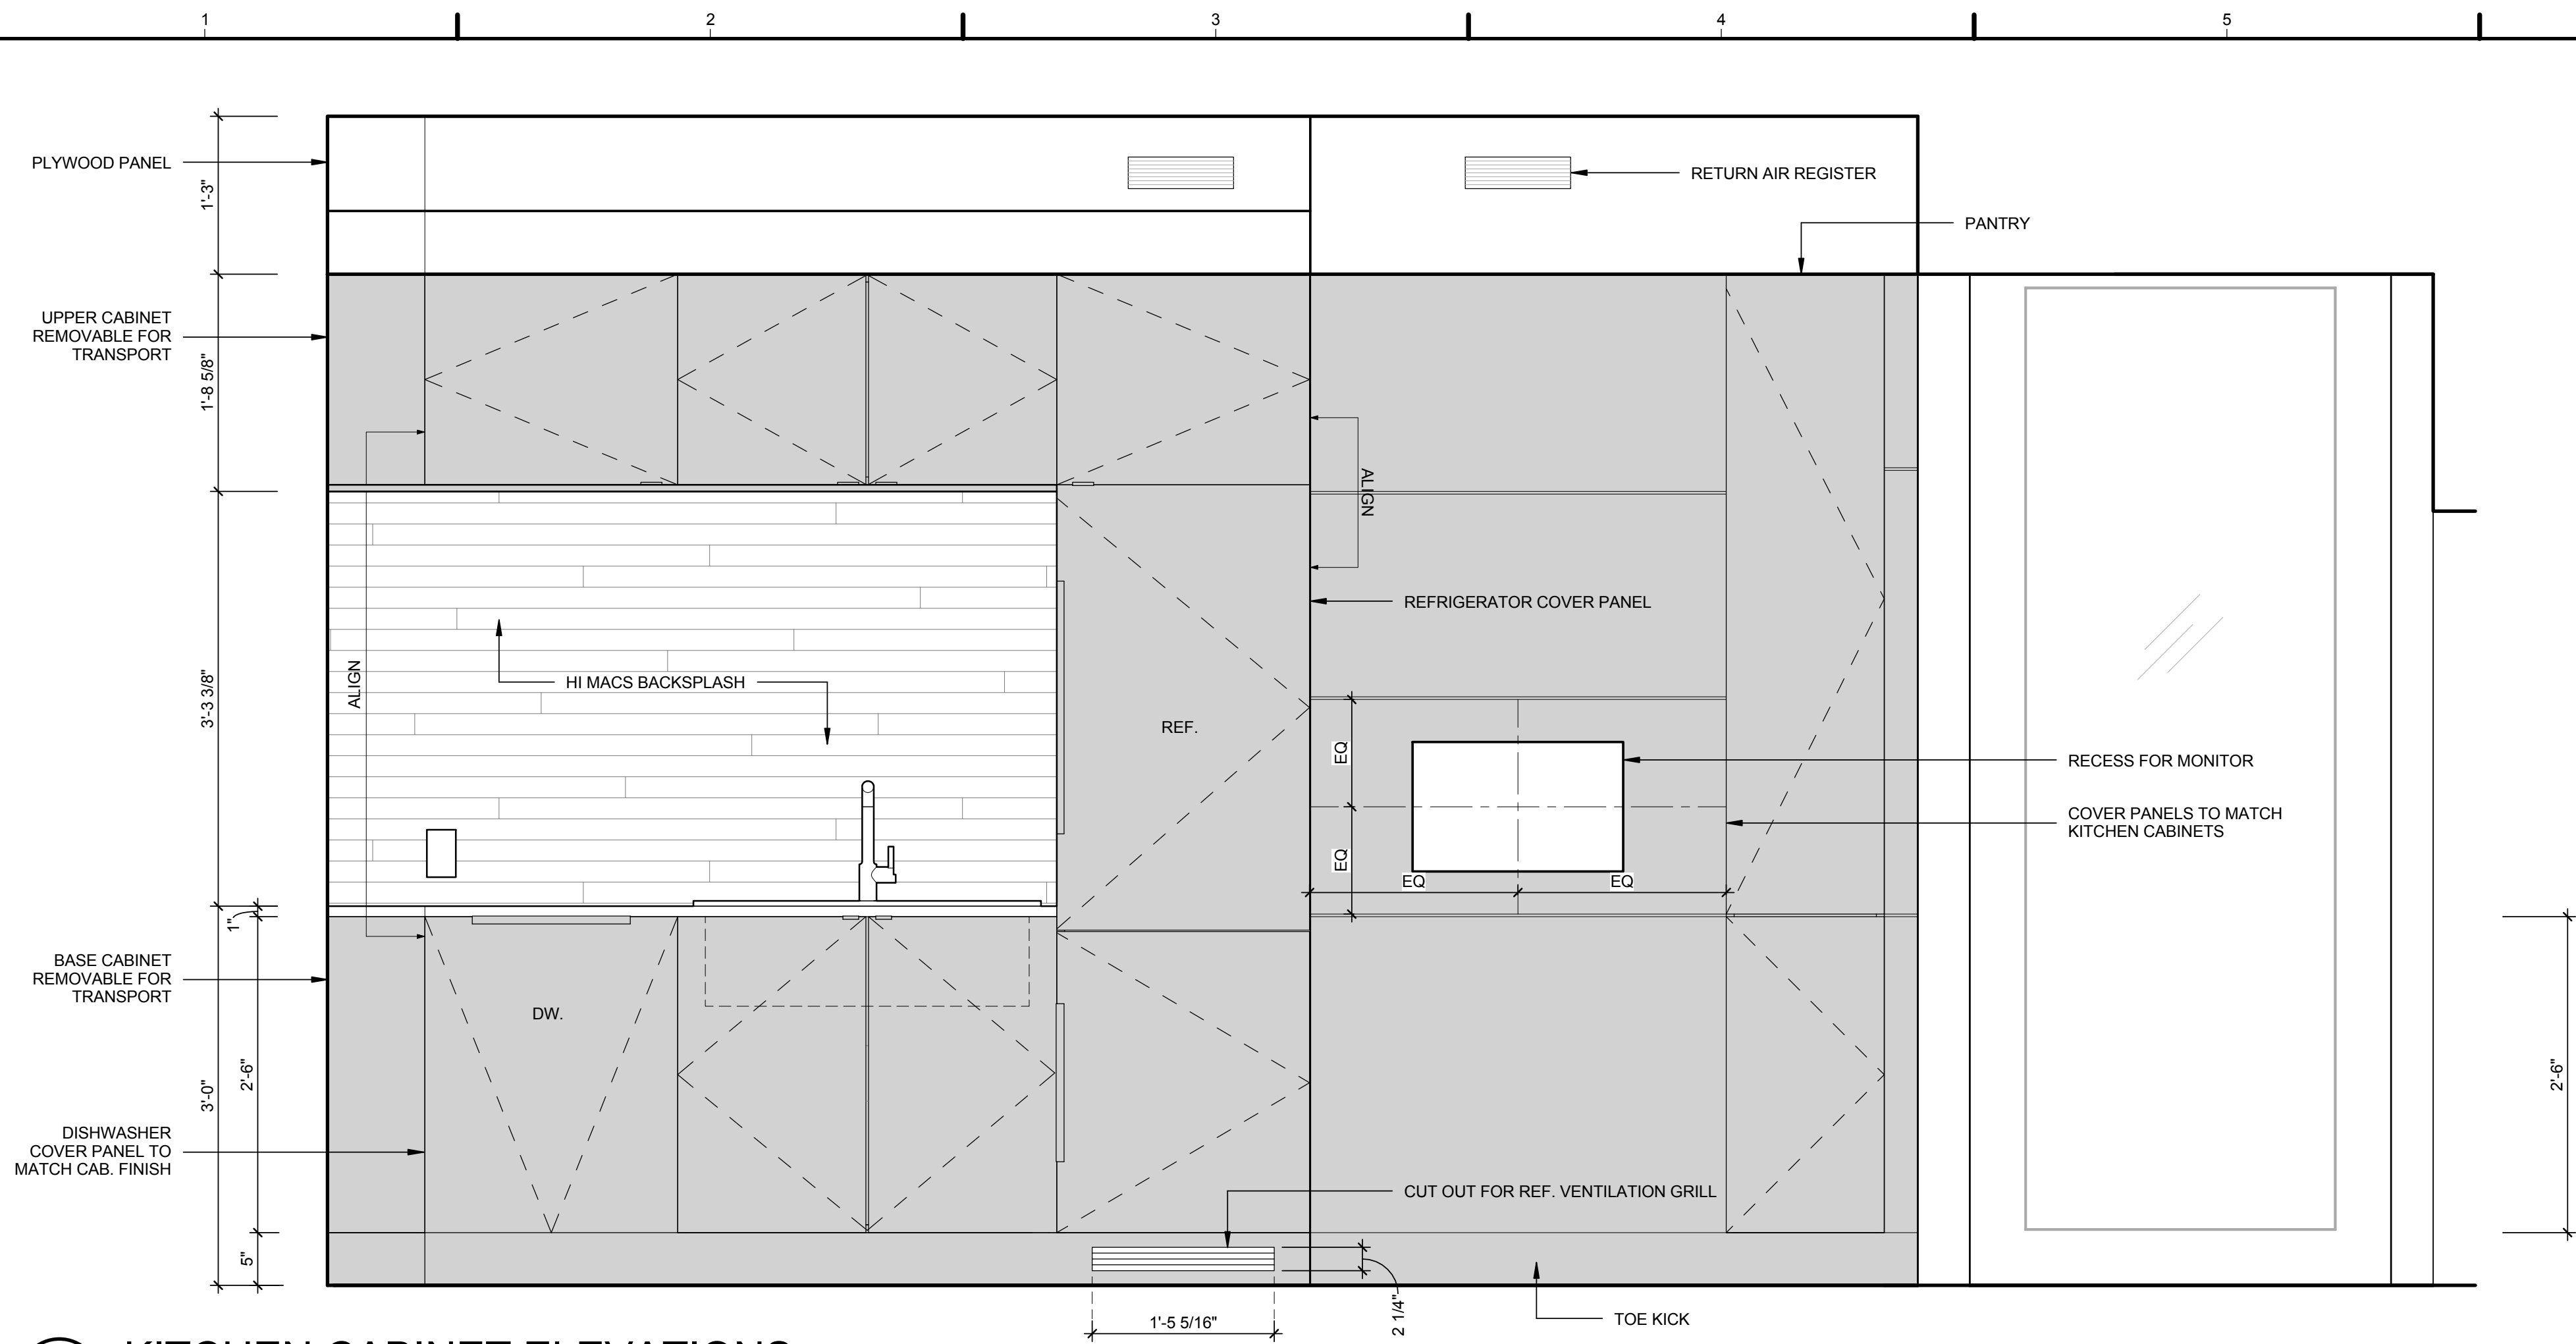 1 2 3 4 5
PLYWOOD PANEL
1'-3"
RETURN AIR REGISTER
PANTRY
UPPER CABINET
REMOVABLE FOR
TRANSPORT
1'-8 5/8"
ALIGN
REFRIGERATOR COVER PANEL
ALIGN
HI MACS BACKSPLASH
3'-3 3/8"
REF.
EQ
RECESS FOR MONITOR
COVER PANELS TO MATCH
KITCHEN CABINETS
EQ
EQ EQ
1"
BASE CABINET
REMOVABLE FOR
TRANSPORT
DW.
2'-6"
3'-0"
2'-6"
DISHWASHER
COVER PANEL TO
MATCH CAB. FINISH
CUT OUT FOR REF. VENTILATION GRILL
5"
2 1/4"
1'-5 5/16"
TOE KICK
KITCHEN CABINET ELEVATIONS